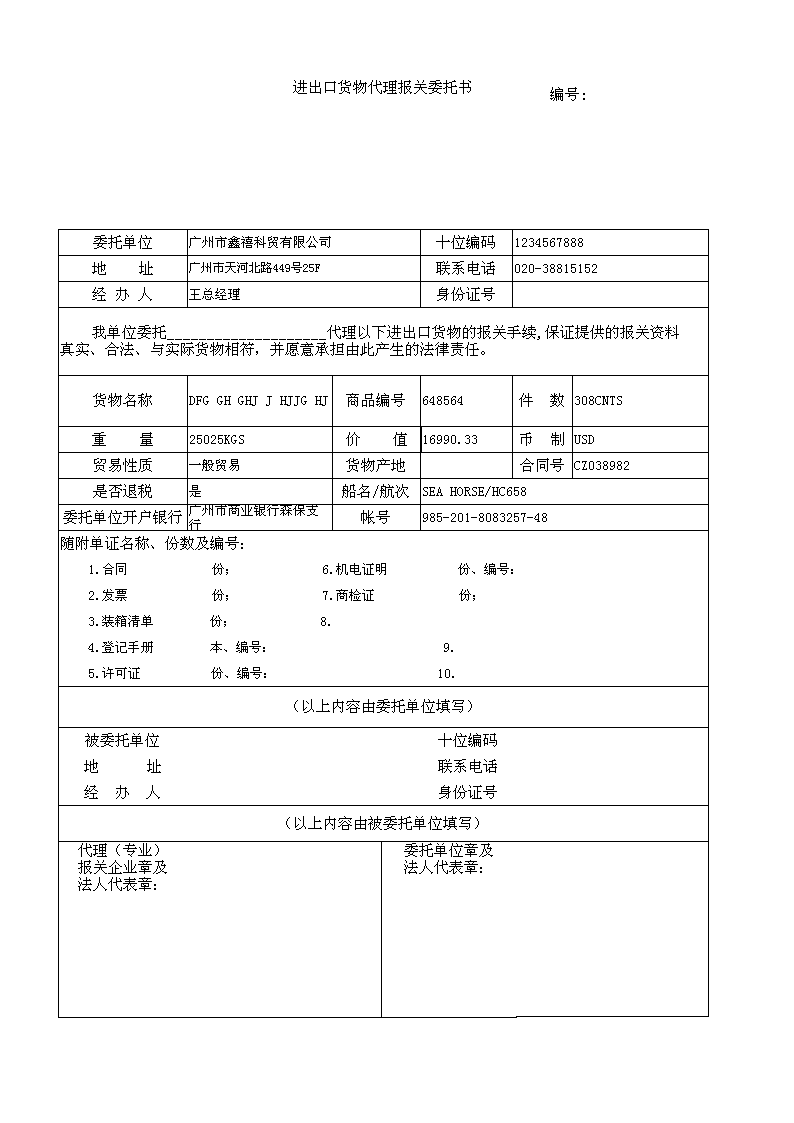 进出口货物代理报关委托书 编号:
委托单位 广州市鑫禧科贸有限公司 十位编码 1234567888
地 址 广州市天河北路449号25F 联系电话 020-38815152
经 办 人 王总经理 身份证号
我单位委托____________________代理以下进出口货物的报关手续,保证提供的报关资料
真实、合法、与实际货物相符，并愿意承担由此产生的法律责任。
货物名称 DFG GH GHJ J HJJG HJ 商品编号 648564 件 数 308CNTS
重 量 25025KGS 价 值 16990.33 币 制 USD
贸易性质 一般贸易 货物产地 合同号 CZ038982
是否退税 是 船名/航次 SEA HORSE/HC658
委托单位开户银行 广州市商业银行森保支行 帐号 985-201-8083257-48
随附单证名称、份数及编号:
1.合同 份; 6.机电证明 份、编号:
2.发票 份; 7.商检证 份;
3.装箱清单 份; 8.
4.登记手册 本、编号: 9.
5.许可证 份、编号: 10.
（以上内容由委托单位填写）
被委托单位 十位编码
地 址 联系电话
经 办 人 身份证号
（以上内容由被委托单位填写）
代理（专业） 委托单位章及
报关企业章及 法人代表章:
法人代表章: